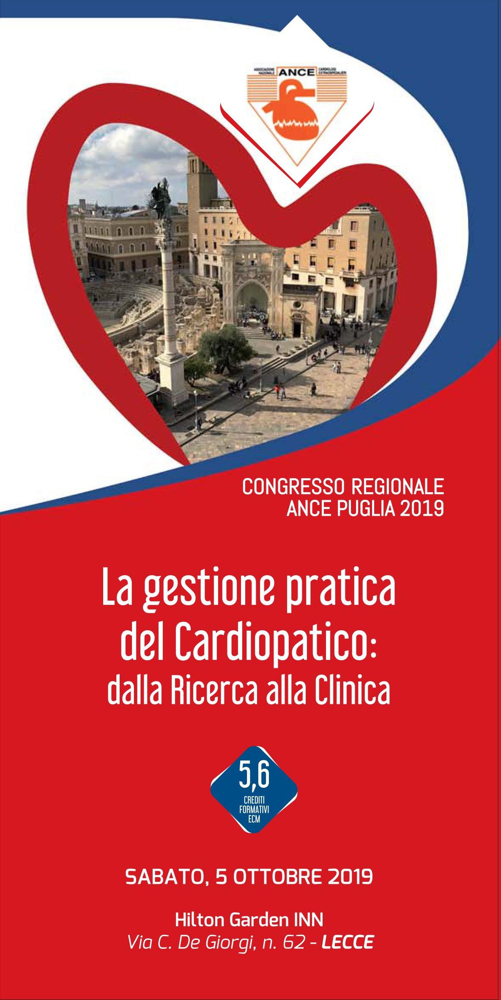 ASSOCIAZIONE
NAZIONALE
ANCE
CARDIOLOGI
EXTRAOSPEDALIERI
CONGRESSO REGIONALE
ANCE PUGLIA 2019
La gestione pratica
del Cardiopatico:
dalla Ricerca alla Clinica
5,6
CREDITI
FORMATIVI
ECM
SABATO, 5 OTTOBRE 2019
Hilton Garden INN
Via C. De Giorgi, n. 62 - LECCE